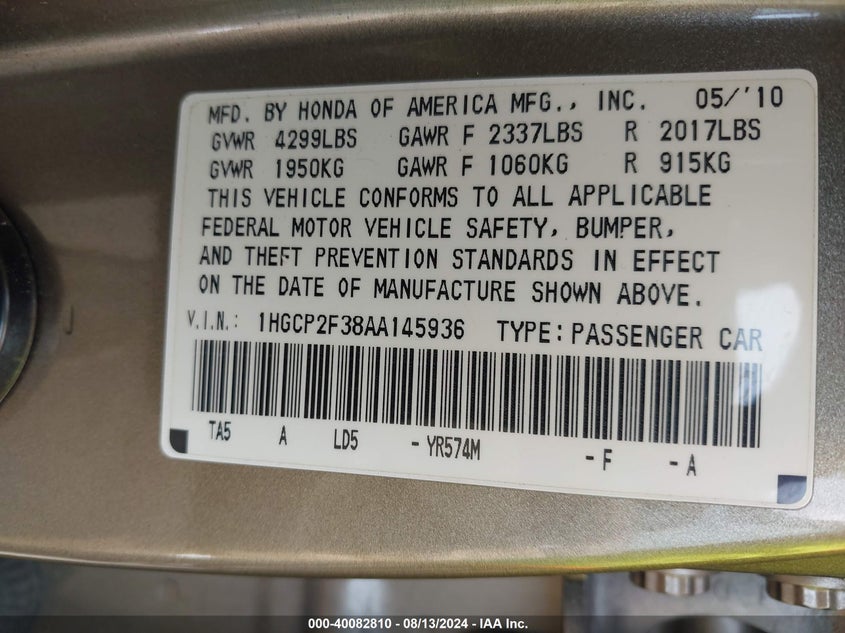 MFD. BY HONDA OF AMERICA MFG., INC. 05/'10
GVWR 4299LBS GAWR F 2337LBS R 2017LBS
GVWR 1950KG GAWR F 1060KG R 915KG
THIS VEHICLE CONFORMS TO ALL APPLICABLE
FEDERAL MOTOR VEHICLE SAFETY, BUMPER,
AND THEFT PREVENTION STANDARDS IN EFFECT
ON THE DATE OF MANUFACTURE SHOWN ABOVE.
V.I.N.: 1HGCP2F38AA145936 TYPE:PASSENGER CAR
TA5 A LD5 -YR574M -F -A
000-40082810 - 08/13/2024 - IAA Inc.